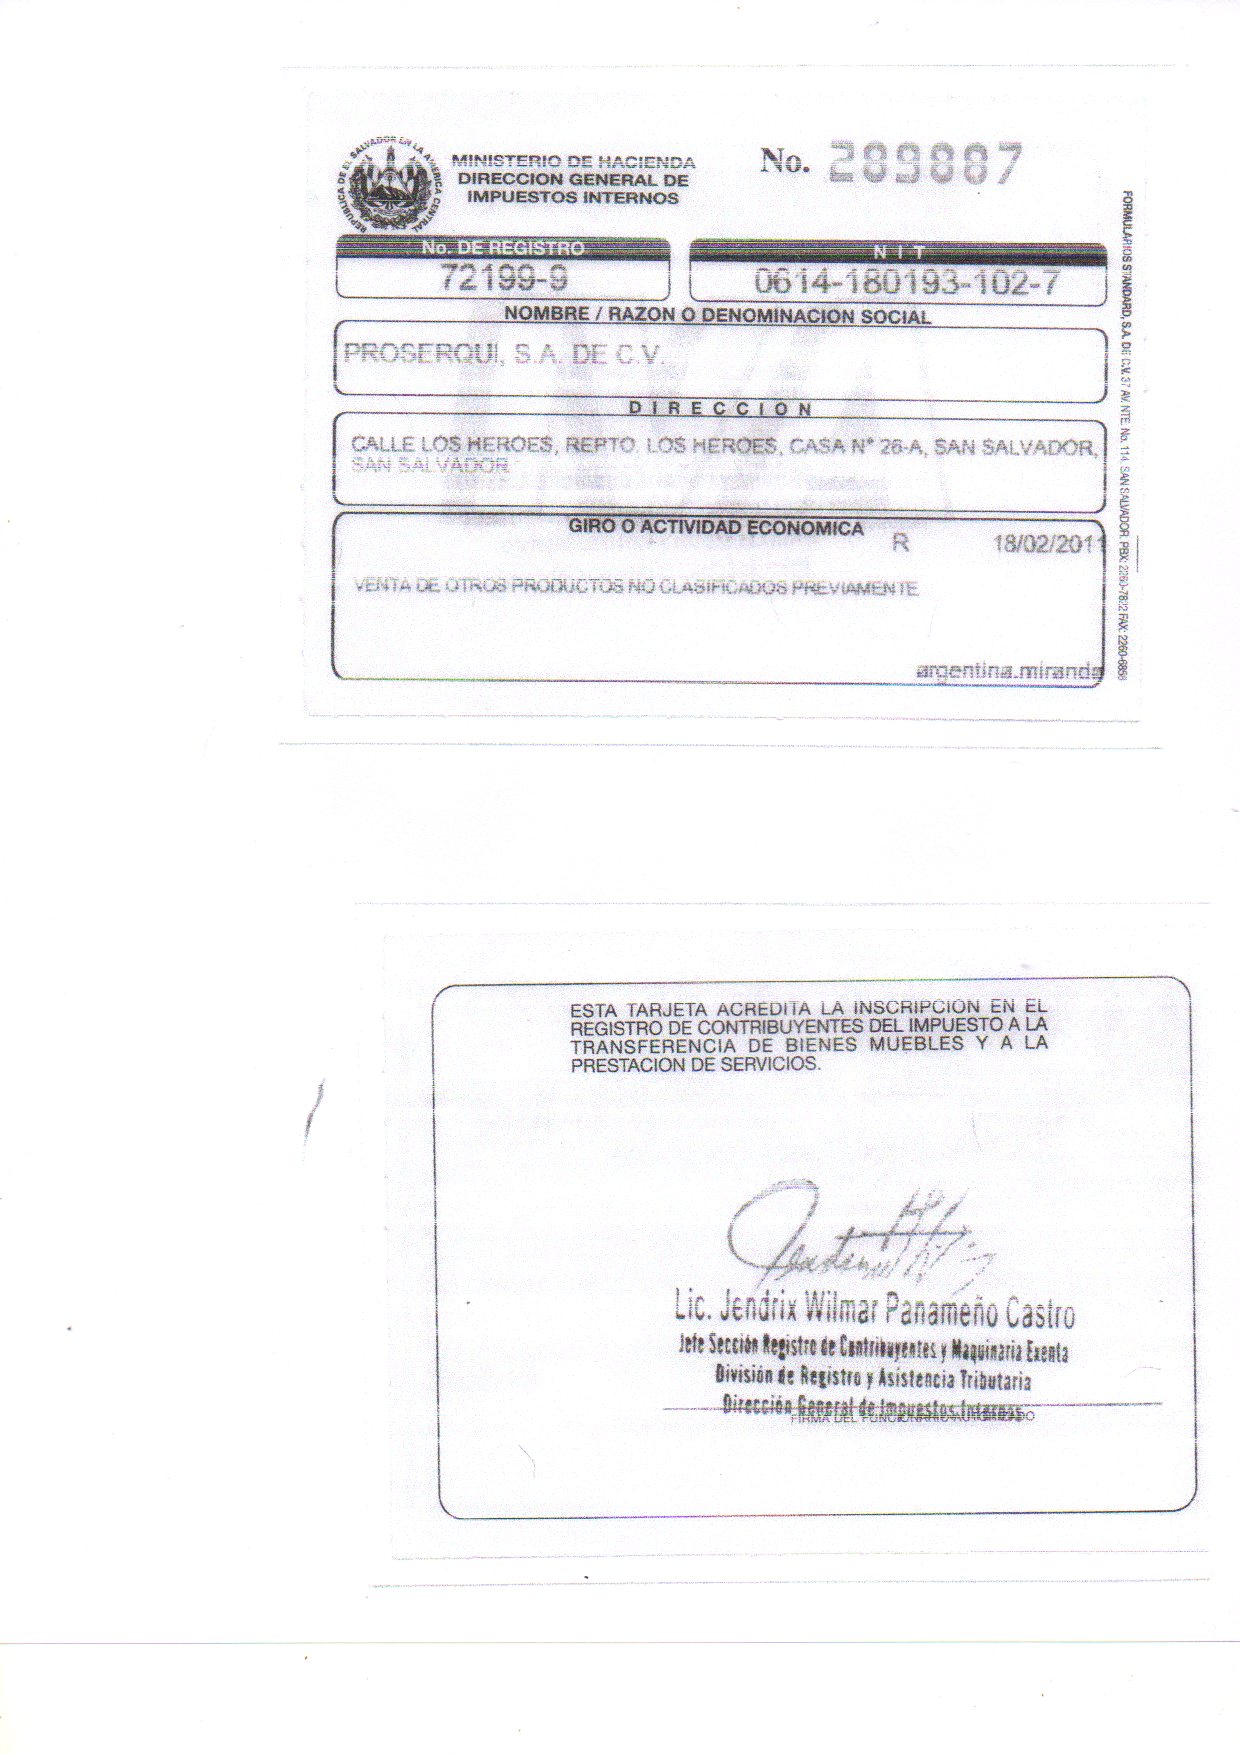 REPUBLICA DE EL SALVADOR EN LA AMERICA CENTRAL
MINISTERIO DE HACIENDA
DIRECCION GENERAL DE
IMPUESTOS INTERNOS
No. 289887
No. DE REGISTRO
72199-9
N I T
0614-180193-102-7
NOMBRE / RAZON O DENOMINACION SOCIAL
PROSERQUI, S.A. DE C.V.
DIRECCION
CALLE LOS HEROES, REPTO. LOS HEROES, CASA N° 26-A, SAN SALVADOR,
SAN SALVADOR
GIRO O ACTIVIDAD ECONOMICA
R 18/02/2011
VENTA DE OTROS PRODUCTOS NO CLASIFICADOS PREVIAMENTE
argentina.miranda
FORMULARIOS STANDARD, S.A. DE C.V. 37 AV. NTE. No. 114 SAN SALVADOR. PBX: 2260-7822 FAX: 2260-6858
ESTA TARJETA ACREDITA LA INSCRIPCION EN EL
REGISTRO DE CONTRIBUYENTES DEL IMPUESTO A LA
TRANSFERENCIA DE BIENES MUEBLES Y A LA
PRESTACION DE SERVICIOS.
Lic. Jendrix Wilmar Panameño Castro
Jefe Sección Registro de Contribuyentes y Maquinaria Exenta
División de Registro y Asistencia Tributaria
Dirección General de Impuestos Internos
FIRMA DEL FUNCIONARIO AUTORIZADO